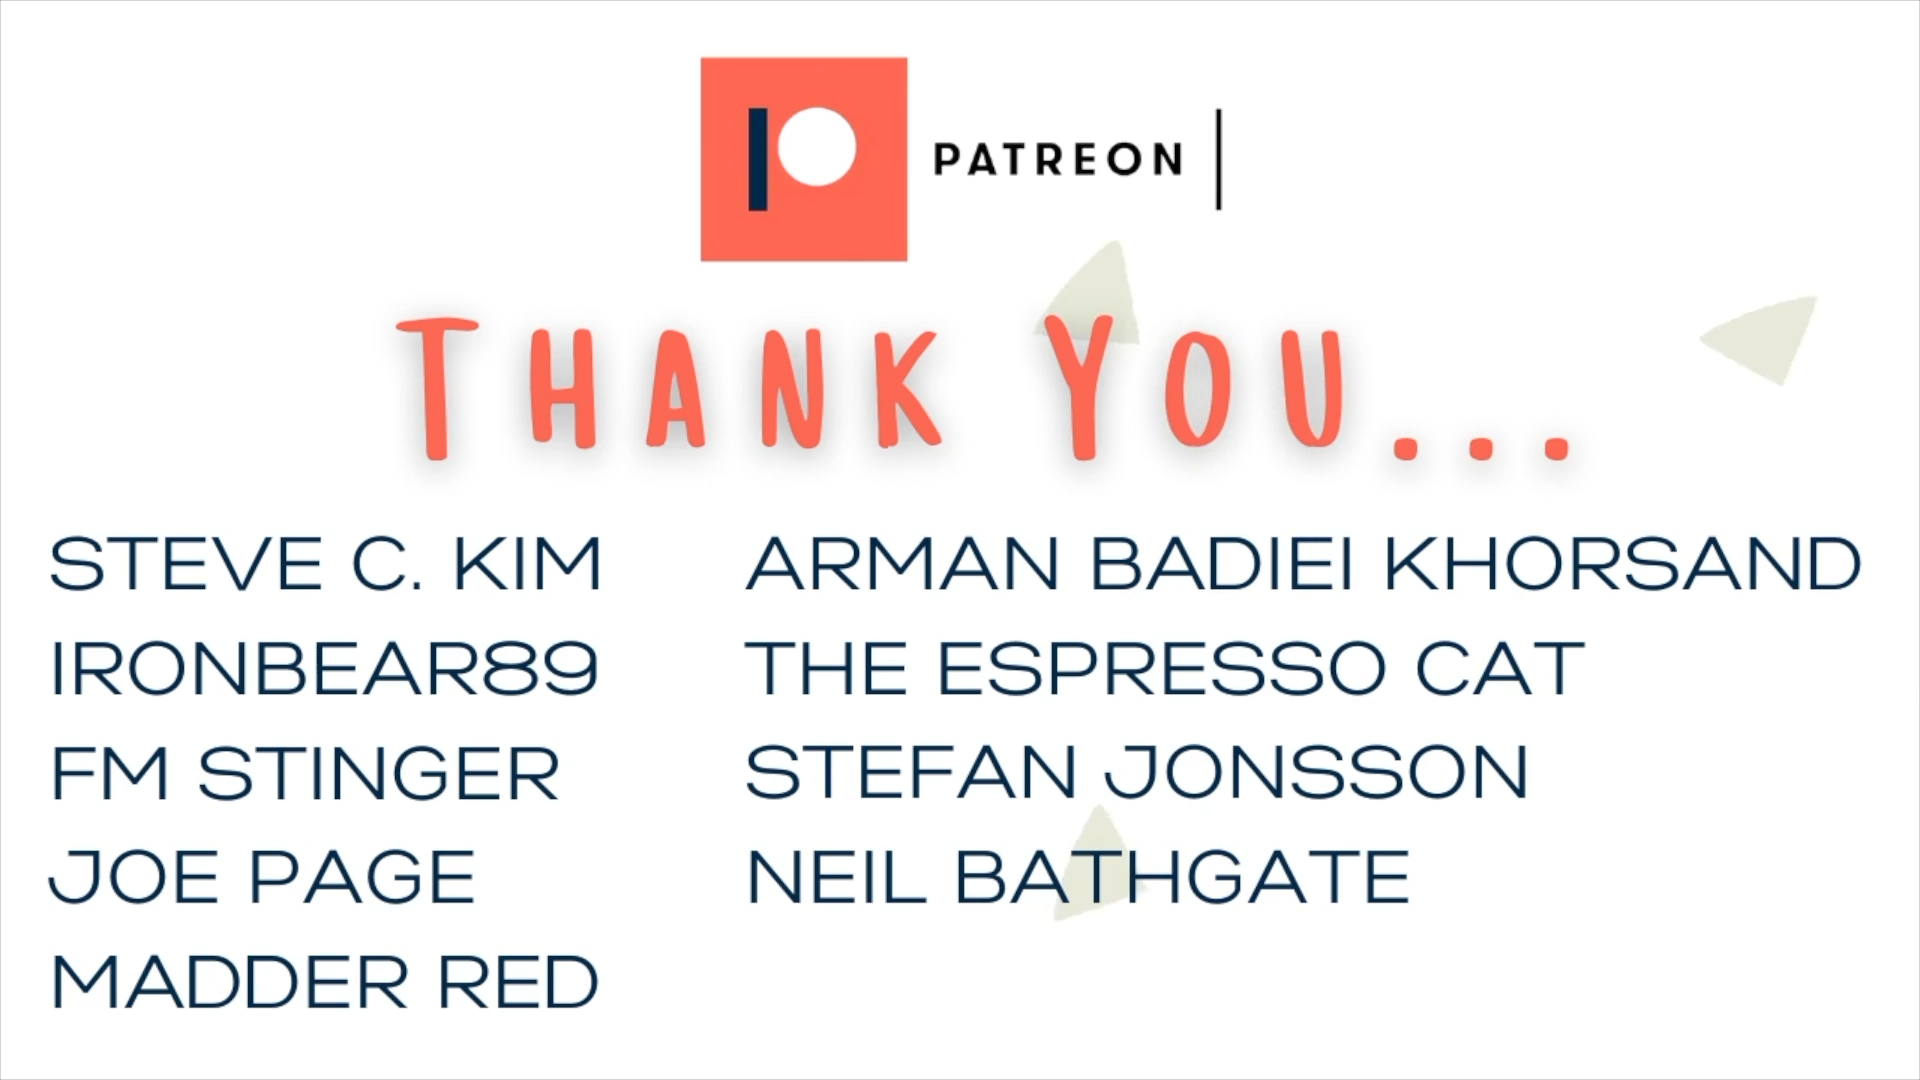 PATREON
THANK YOU...
STEVE C. KIM
IRONBEAR89
FM STINGER
JOE PAGE
MADDER RED
ARMAN BADIEI KHORSAND
THE ESPRESSO CAT
STEFAN JONSSON
NEIL BATHGATE